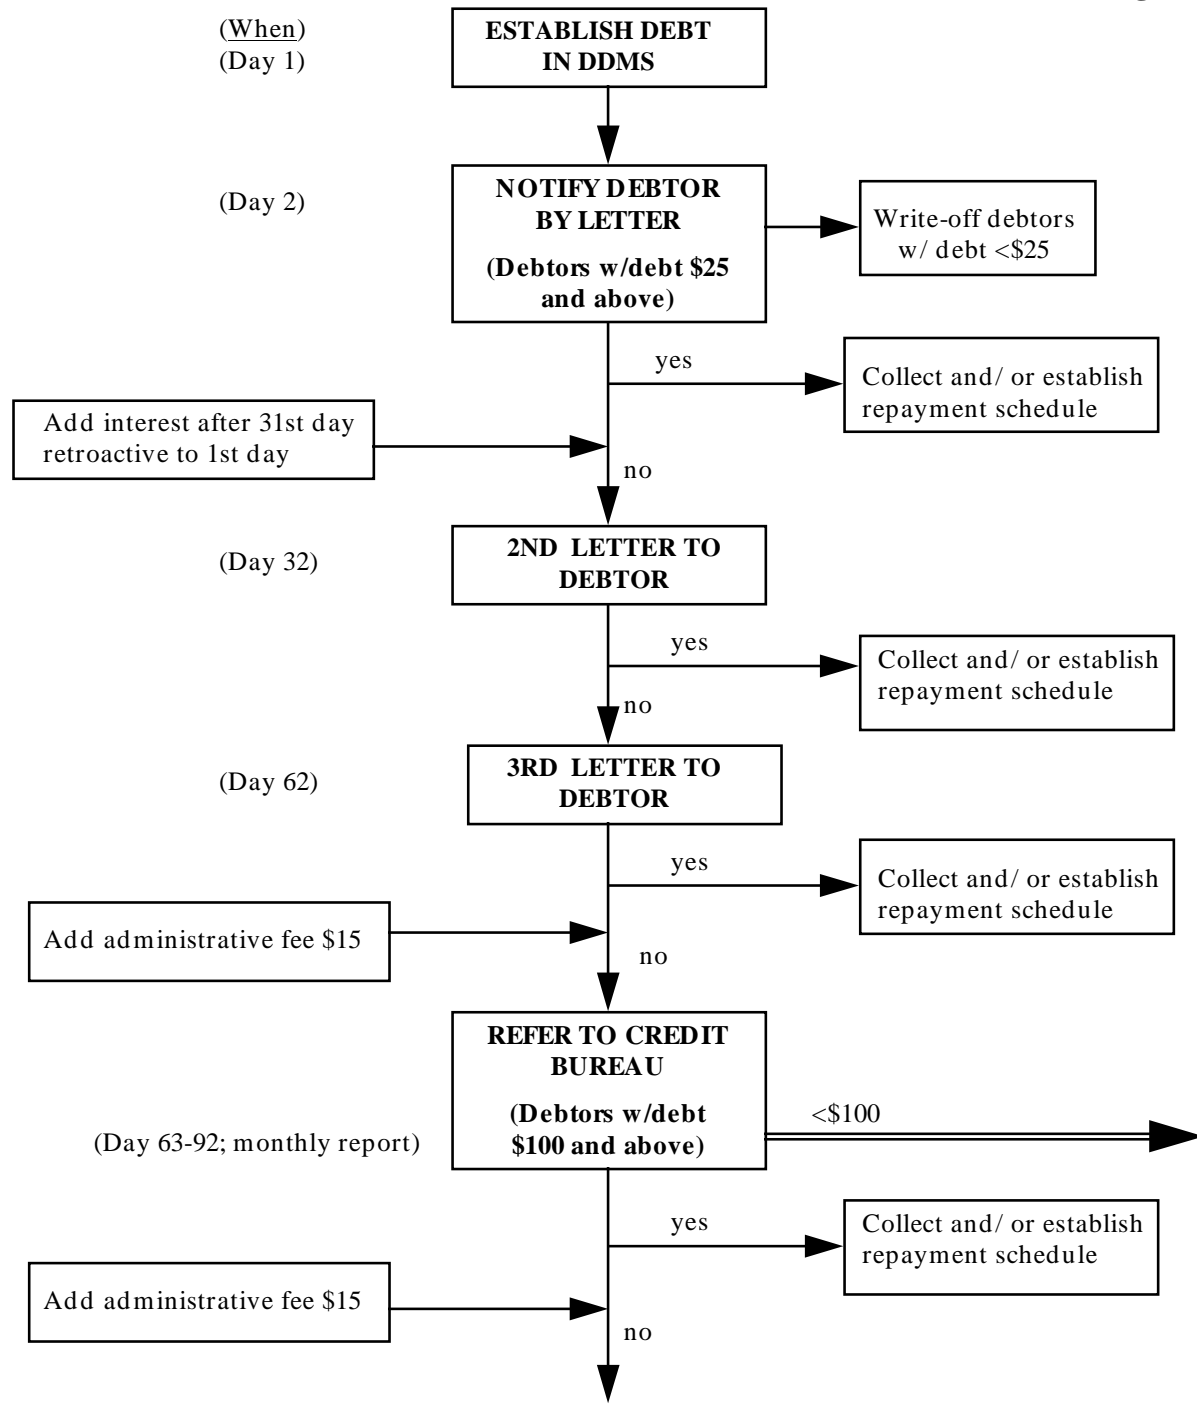 (When)
(Day 1)
ESTABLISH DEBT
IN DDMS
(Day 2)
NOTIFY DEBTOR
BY LETTER
(Debtors w/debt $25
and above)
Write-off debtors
w/ debt <$25
yes
Collect and/ or establish
repayment schedule
Add interest after 31st day
retroactive to 1st day
no
(Day 32)
2ND LETTER TO
DEBTOR
yes
Collect and/ or establish
repayment schedule
no
(Day 62)
3RD LETTER TO
DEBTOR
yes
Collect and/ or establish
repayment schedule
Add administrative fee $15
no
REFER TO CREDIT
BUREAU
(Debtors w/debt
$100 and above)
<$100
(Day 63-92; monthly report)
yes
Collect and/ or establish
repayment schedule
Add administrative fee $15
no